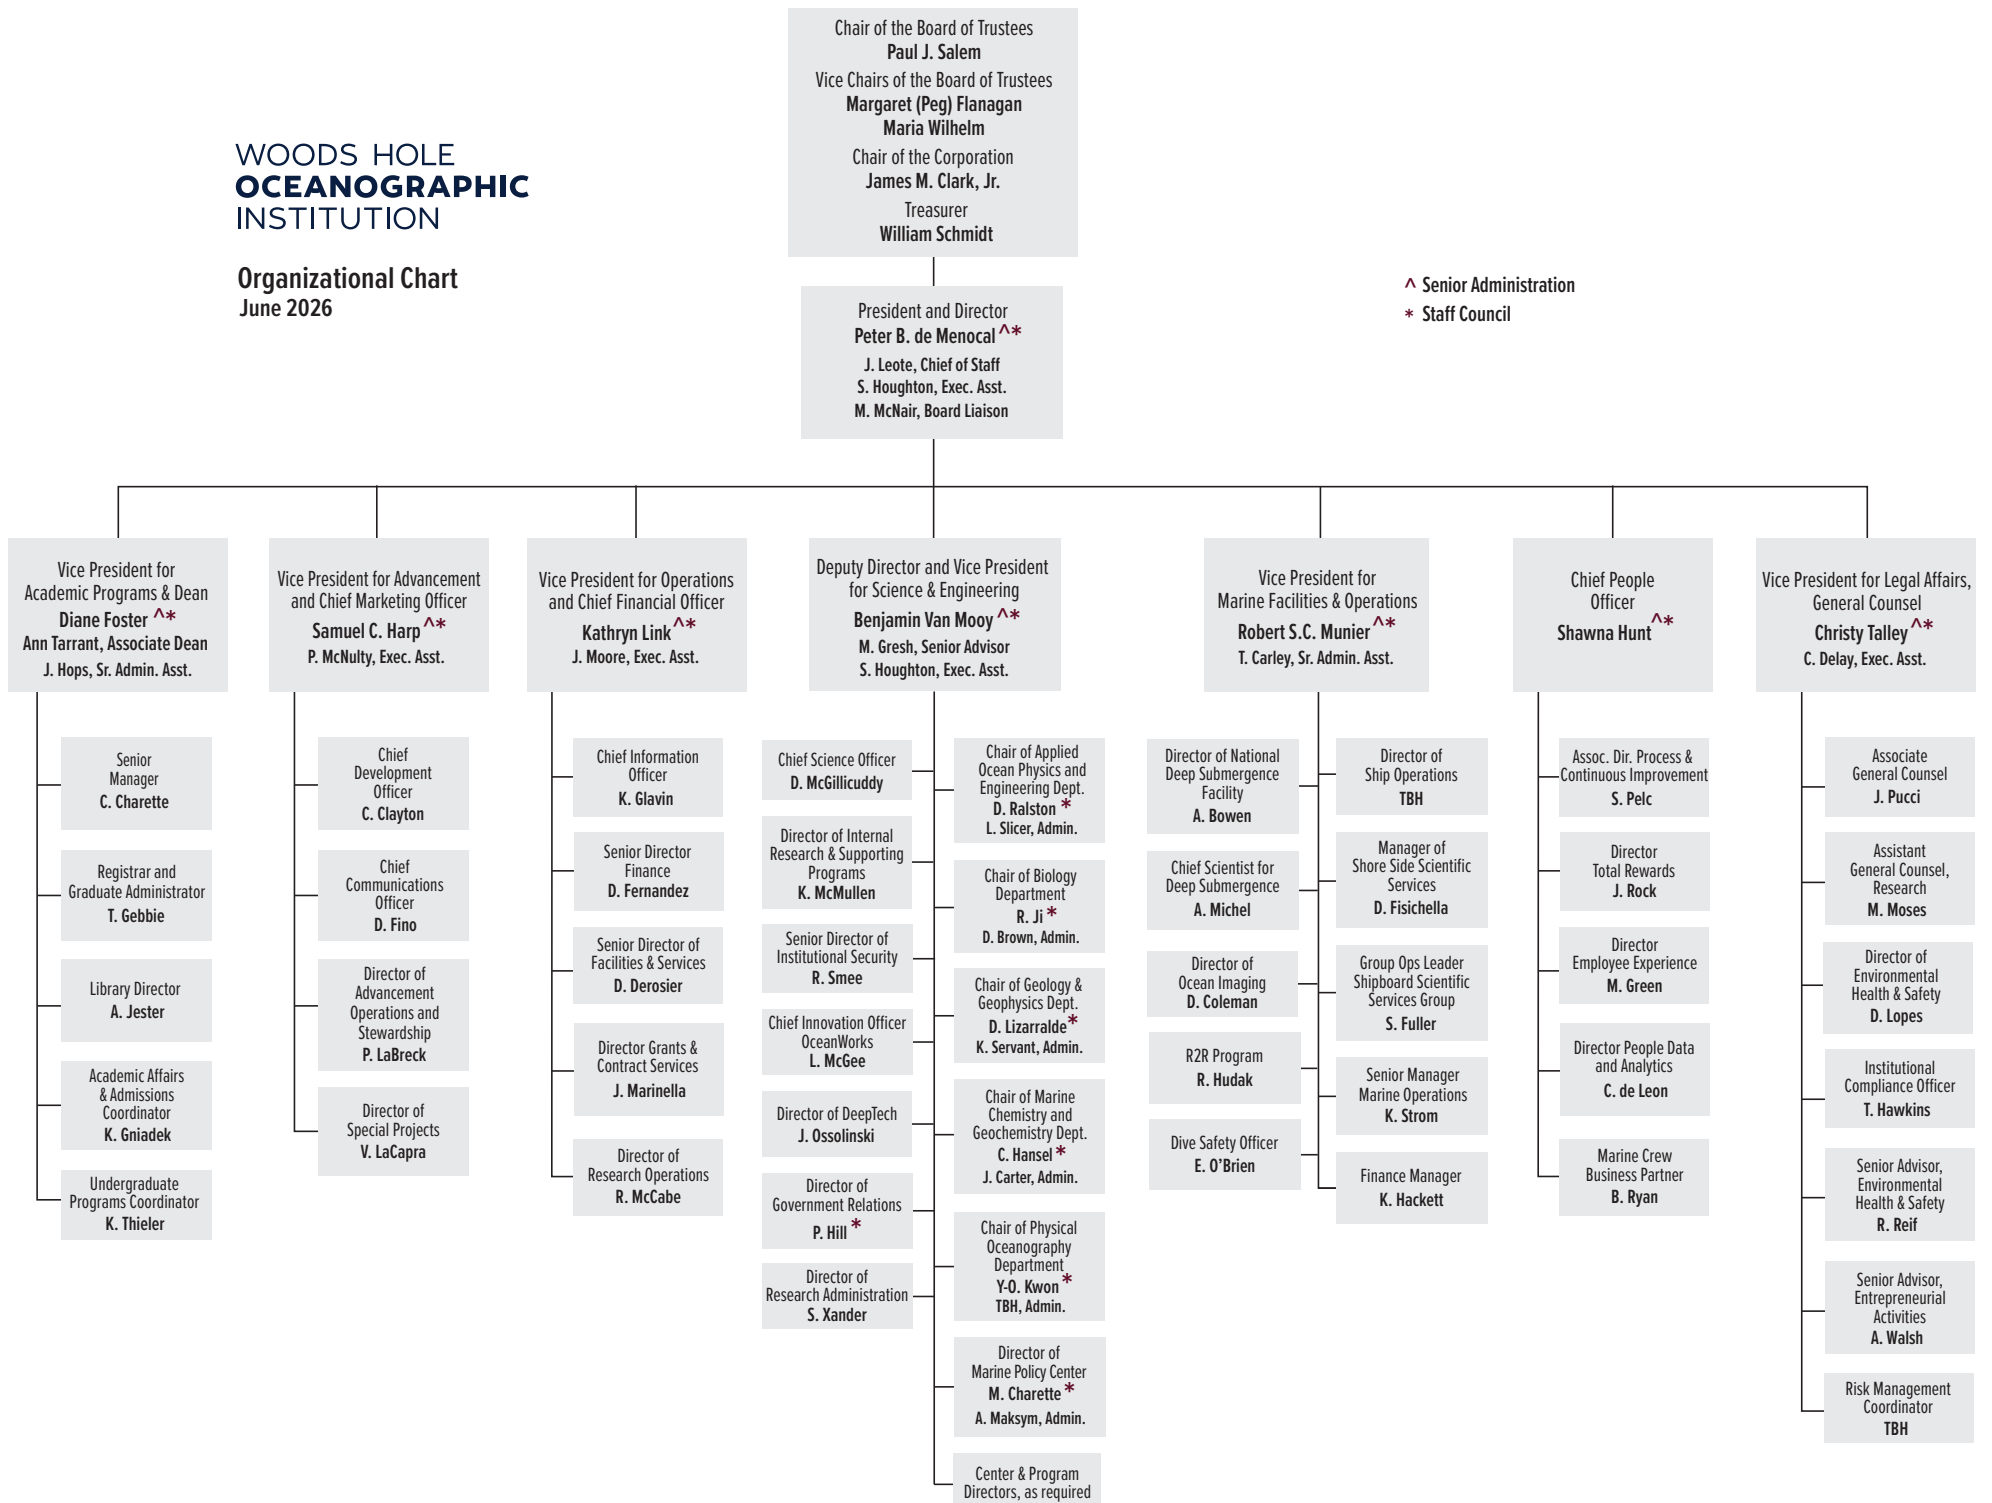 Chair of the Board of Trustees
Paul J. Salem
Vice Chairs of the Board of Trustees
Margaret (Peg) Flanagan
Maria Wilhelm
Chair of the Corporation
James M. Clark, Jr.
Treasurer
William Schmidt
WOODS HOLE
OCEANOGRAPHIC
INSTITUTION
Organizational Chart
June 2026
^ Senior Administration
* Staff Council
President and Director
Peter B. de Menocal ^*
J. Leote, Chief of Staff
S. Houghton, Exec. Asst.
M. McNair, Board Liaison
Vice President for
Academic Programs & Dean
Diane Foster ^*
Ann Tarrant, Associate Dean
J. Hops, Sr. Admin. Asst.
Senior
Manager
C. Charette
Registrar and
Graduate Administrator
T. Gebbie
Library Director
A. Jester
Academic Affairs
& Admissions
Coordinator
K. Gniadek
Undergraduate
Programs Coordinator
K. Thieler
Vice President for Advancement
and Chief Marketing Officer
Samuel C. Harp ^*
P. McNulty, Exec. Asst.
Chief
Development
Officer
C. Clayton
Chief
Communications
Officer
D. Fino
Director of
Advancement
Operations and
Stewardship
P. LaBreck
Director of
Special Projects
V. LaCapra
Vice President for Operations
and Chief Financial Officer
Kathryn Link ^*
J. Moore, Exec. Asst.
Chief Information
Officer
K. Glavin
Senior Director
Finance
D. Fernandez
Senior Director of
Facilities & Services
D. Derosier
Director Grants &
Contract Services
J. Marinella
Director of
Research Operations
R. McCabe
Deputy Director and Vice President
for Science & Engineering
Benjamin Van Mooy ^*
M. Gresh, Senior Advisor
S. Houghton, Exec. Asst.
Chief Science Officer
D. McGillicuddy
Director of Internal
Research & Supporting
Programs
K. McMullen
Senior Director of
Institutional Security
R. Smee
Chief Innovation Officer
OceanWorks
L. McGee
Director of DeepTech
J. Ossolinski
Director of
Government Relations
P. Hill *
Director of
Research Administration
S. Xander
Chair of Applied
Ocean Physics and
Engineering Dept.
D. Ralston *
L. Slicer, Admin.
Chair of Biology
Department
R. Ji *
D. Brown, Admin.
Chair of Geology &
Geophysics Dept.
D. Lizarralde *
K. Servant, Admin.
Chair of Marine
Chemistry and
Geochemistry Dept.
C. Hansel *
J. Carter, Admin.
Chair of Physical
Oceanography
Department
Y-O. Kwon *
TBH, Admin.
Director of
Marine Policy Center
M. Charette *
A. Maksym, Admin.
Center & Program
Directors, as required
Vice President for
Marine Facilities & Operations
Robert S.C. Munier ^*
T. Carley, Sr. Admin. Asst.
Director of National
Deep Submergence
Facility
A. Bowen
Chief Scientist for
Deep Submergence
A. Michel
Director of
Ocean Imaging
D. Coleman
R2R Program
R. Hudak
Dive Safety Officer
E. O'Brien
Director of
Ship Operations
TBH
Manager of
Shore Side Scientific
Services
D. Fisichella
Group Ops Leader
Shipboard Scientific
Services Group
S. Fuller
Senior Manager
Marine Operations
K. Strom
Finance Manager
K. Hackett
Chief People
Officer
Shawna Hunt ^*
Assoc. Dir. Process &
Continuous Improvement
S. Pelc
Director
Total Rewards
J. Rock
Director
Employee Experience
M. Green
Director People Data
and Analytics
C. de Leon
Marine Crew
Business Partner
B. Ryan
Vice President for Legal Affairs,
General Counsel
Christy Talley ^*
C. Delay, Exec. Asst.
Associate
General Counsel
J. Pucci
Assistant
General Counsel,
Research
M. Moses
Director of
Environmental
Health & Safety
D. Lopes
Institutional
Compliance Officer
T. Hawkins
Senior Advisor,
Environmental
Health & Safety
R. Reif
Senior Advisor,
Entrepreneurial
Activities
A. Walsh
Risk Management
Coordinator
TBH